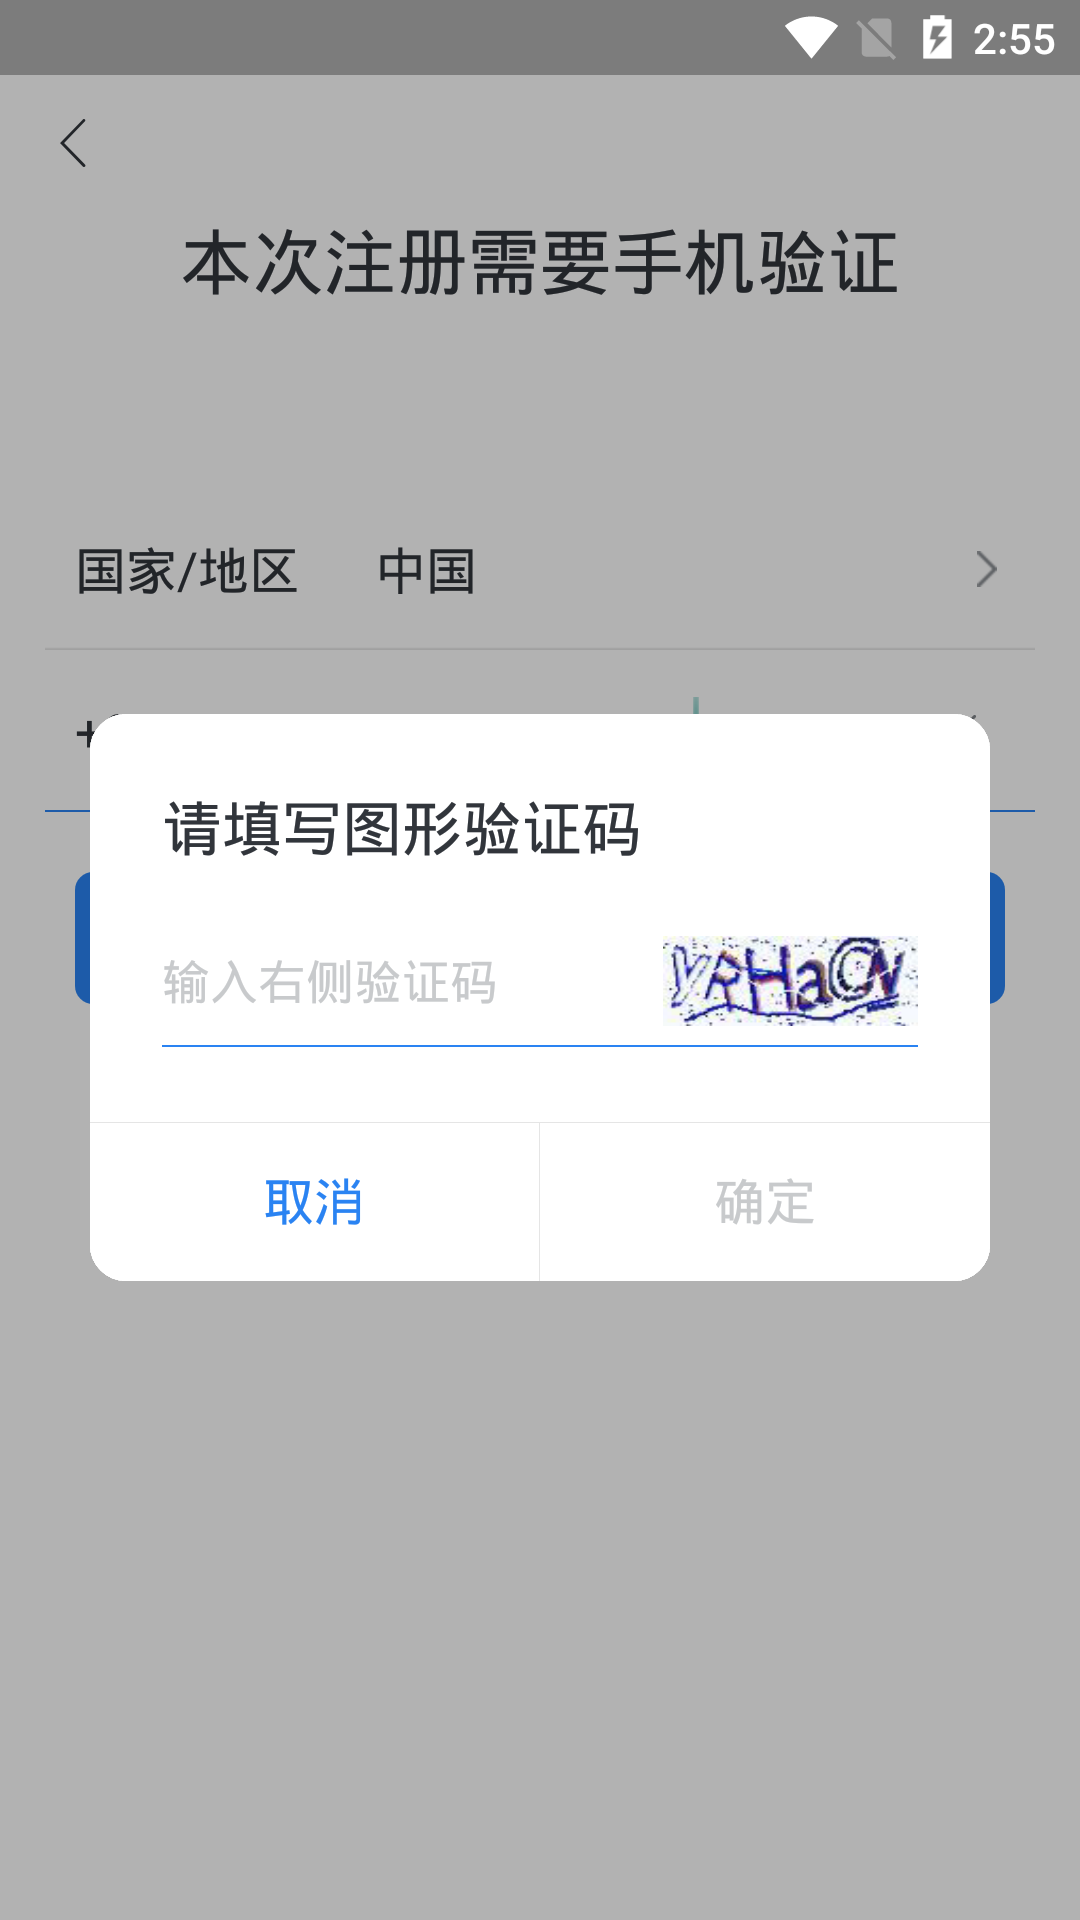 2:55
本次注册需要手机验证
国家/地区 中国
+
请填写图形验证码
输入右侧验证码
取消 确定